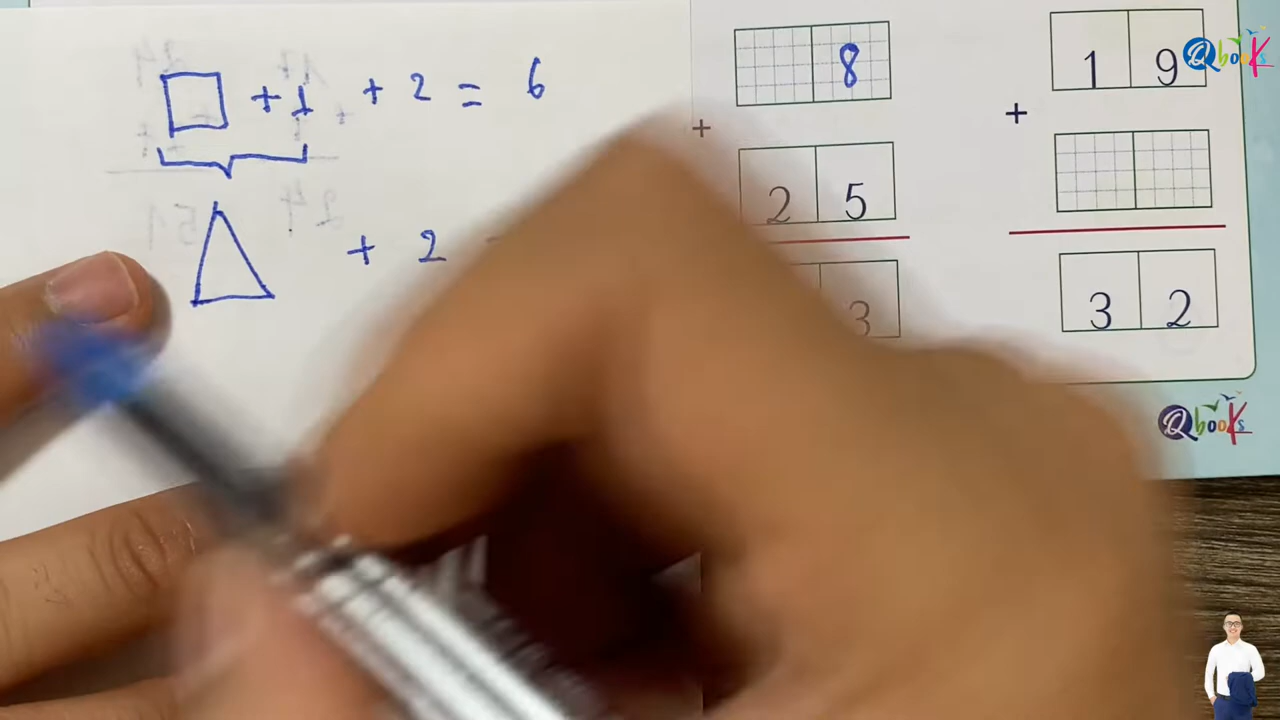 □ + 1 + 2 = 6
△ + 2
8
+
2 5
3
1 9
+
3 2
Qbooks
Qbooks